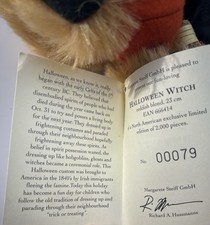 Halloween, as we know it today,
began with the early Celts of the 5th
century BC. They believed that
disembodied spirits of people who had
died during the year come back on
Oct. 31 to try and possess a living body
for the next year. They dressed up in
frightening costumes and paraded
through their neighborhood hopefully
frightening away these spirits. As
belief in spirit possession waned, the
dressing up like hobgoblins, ghosts and
witches became a ceremonial role. This
Halloween custom was brought to
America in the 1840's by Irish immigrants
fleeing the famine. Today this holiday
has become a fun day for children who
follow the old tradition of dressing up and
parading through their neighborhood
"trick or treating"
Margarete Steiff GmbH is pleased to
HALLOWEEN WITCH
reddish blond, 23 cm
EAN 666414
North American exclusive limited
edition of 2,000 pieces.
No 00079
Margarete Steiff GmbH
Richard A. Hussmann